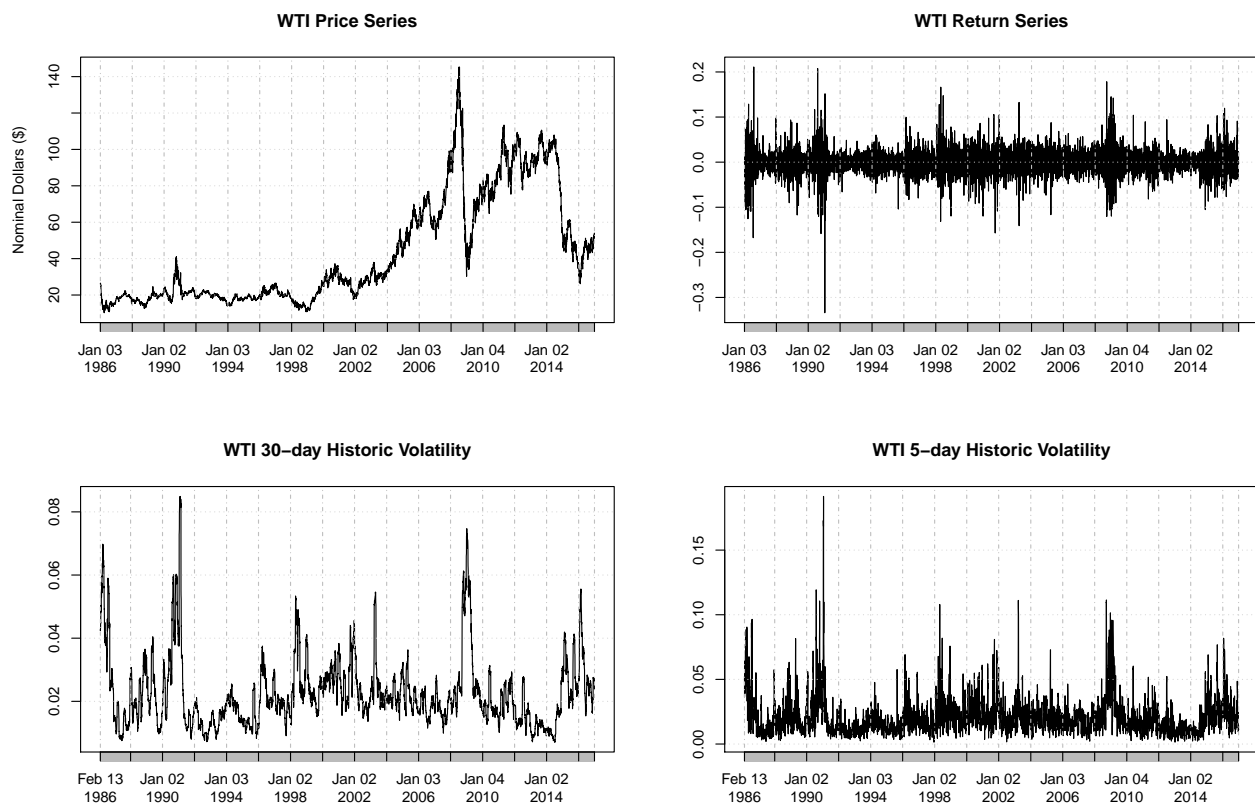 WTI Price Series
Nominal Dollars ($)
140
100
80
60
40
20
Jan 03 Jan 02 Jan 03 Jan 02 Jan 02 Jan 03 Jan 04 Jan 02
1986 1990 1994 1998 2002 2006 2010 2014
WTI Return Series
0.2
0.1
0.0
−0.1
−0.2
−0.3
Jan 03 Jan 02 Jan 03 Jan 02 Jan 02 Jan 03 Jan 04 Jan 02
1986 1990 1994 1998 2002 2006 2010 2014
WTI 30−day Historic Volatility
0.08
0.06
0.04
0.02
Feb 13 Jan 02 Jan 03 Jan 02 Jan 02 Jan 03 Jan 04 Jan 02
1986 1990 1994 1998 2002 2006 2010 2014
WTI 5−day Historic Volatility
0.15
0.10
0.05
0.00
Feb 13 Jan 02 Jan 03 Jan 02 Jan 02 Jan 03 Jan 04 Jan 02
1986 1990 1994 1998 2002 2006 2010 2014